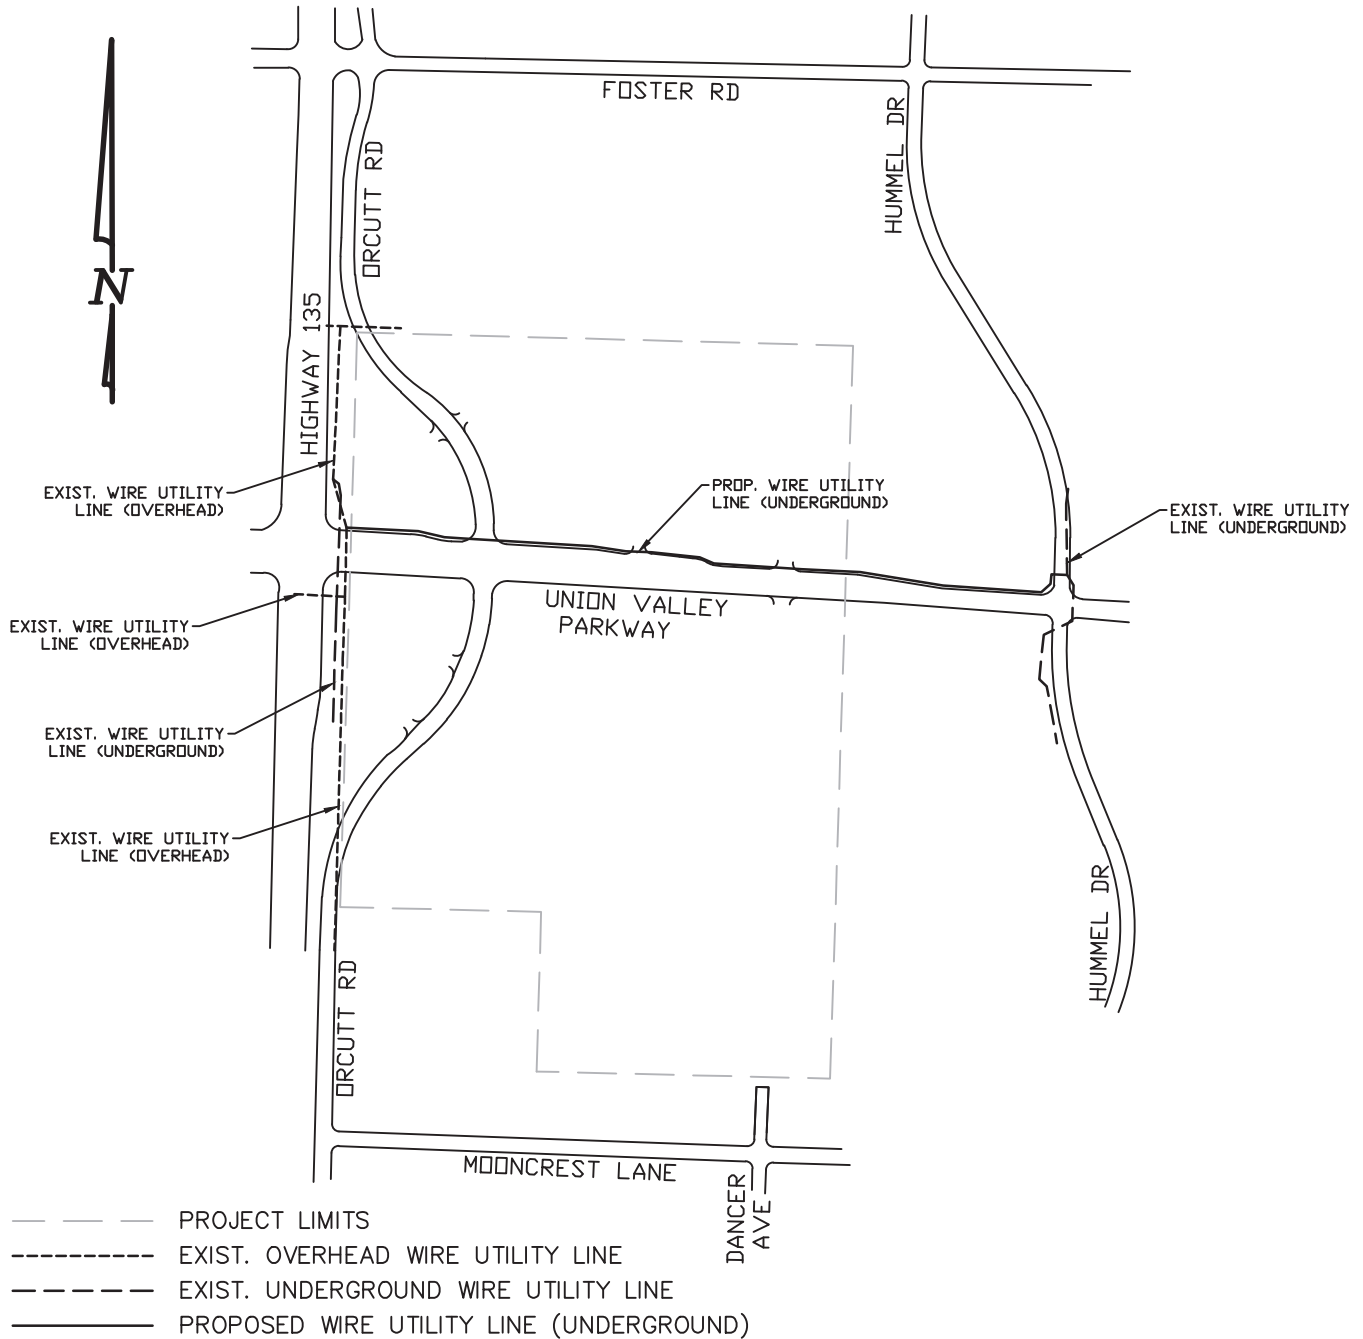 FOSTER RD
HUMMEL DR
ORCUTT RD
N
HIGHWAY 135
EXIST. WIRE UTILITY
LINE (OVERHEAD)
PROP. WIRE UTILITY
LINE (UNDERGROUND)
EXIST. WIRE UTILITY
LINE (UNDERGROUND)
UNION VALLEY
PARKWAY
EXIST. WIRE UTILITY
LINE (OVERHEAD)
EXIST. WIRE UTILITY
LINE (UNDERGROUND)
EXIST. WIRE UTILITY
LINE (OVERHEAD)
HUMMEL DR
ORCUTT RD
MOONCREST LANE
DANCER
AVE
PROJECT LIMITS
EXIST. OVERHEAD WIRE UTILITY LINE
EXIST. UNDERGROUND WIRE UTILITY LINE
PROPOSED WIRE UTILITY LINE (UNDERGROUND)